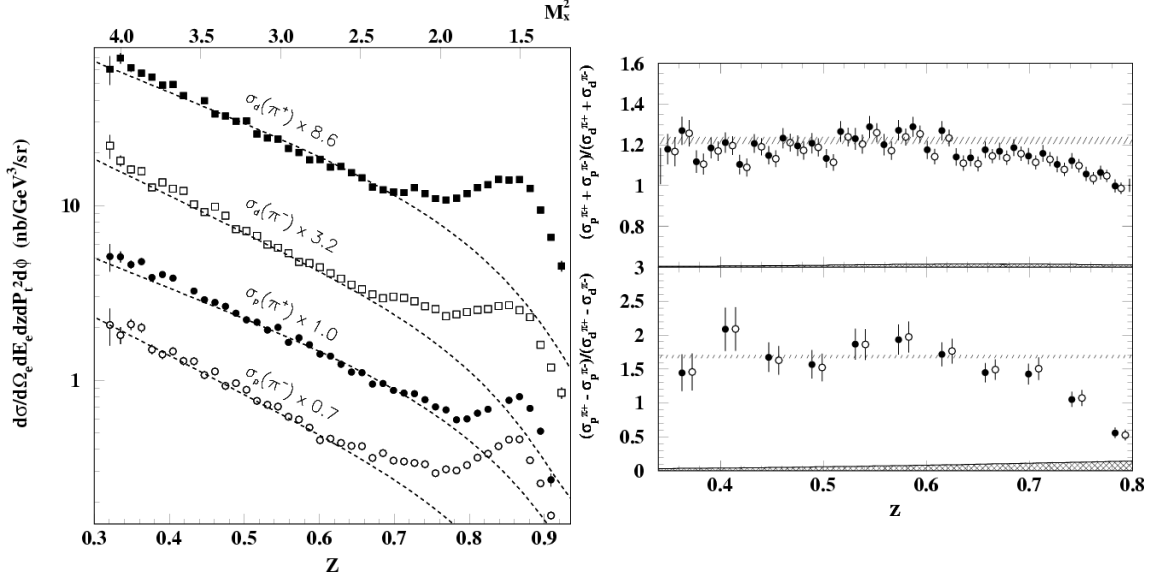 M_x^2
4.0 3.5 3.0 2.5 2.0 1.5
dσ/dΩ_e dE_e dzdP_t^2 dϕ (nb/GeV^3/sr)
10
1
σ_d(π^+) × 8.6
σ_d(π^-) × 3.2
σ_p(π^+) × 1.0
σ_p(π^-) × 0.7
0.3 0.4 0.5 0.6 0.7 0.8 0.9
Z
(σ_p^π+ + σ_p^π-)/(σ_d^π+ + σ_d^π-)
1.6
1.4
1.2
1
0.8
3
(σ_p^π+ - σ_p^π-)/(σ_d^π+ - σ_d^π-)
2.5
2
1.5
1
0.5
0
0.4 0.5 0.6 0.7 0.8
z